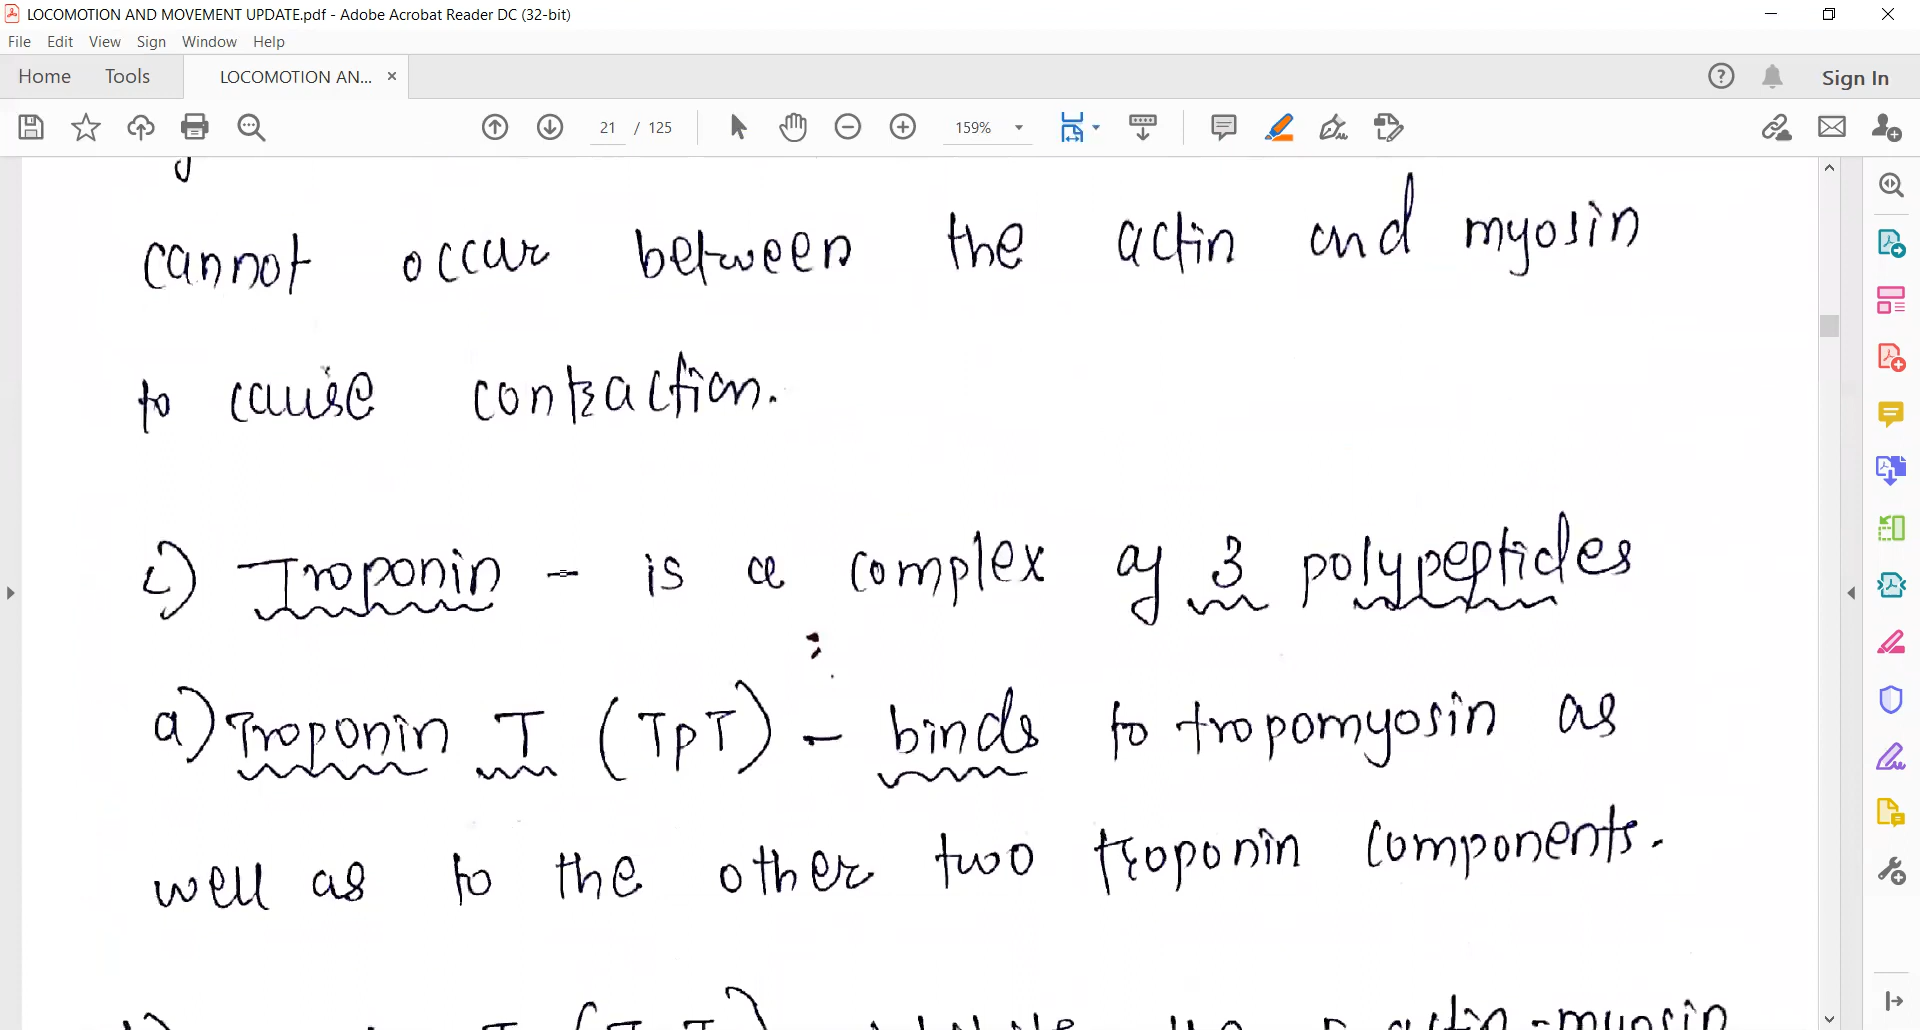 LOCOMOTION AND MOVEMENT UPDATE.pdf - Adobe Acrobat Reader DC (32-bit)
File Edit View Sign Window Help
Home Tools LOCOMOTION AN... × Sign In
21 / 125 159%
cannot occur between the actin and myosin
to cause contraction.
c) Troponin - is a complex of 3 polypeptides
a) Troponin T (TpT) - binds to tropomyosin as
well as to the other two troponin components.
actin-myosin